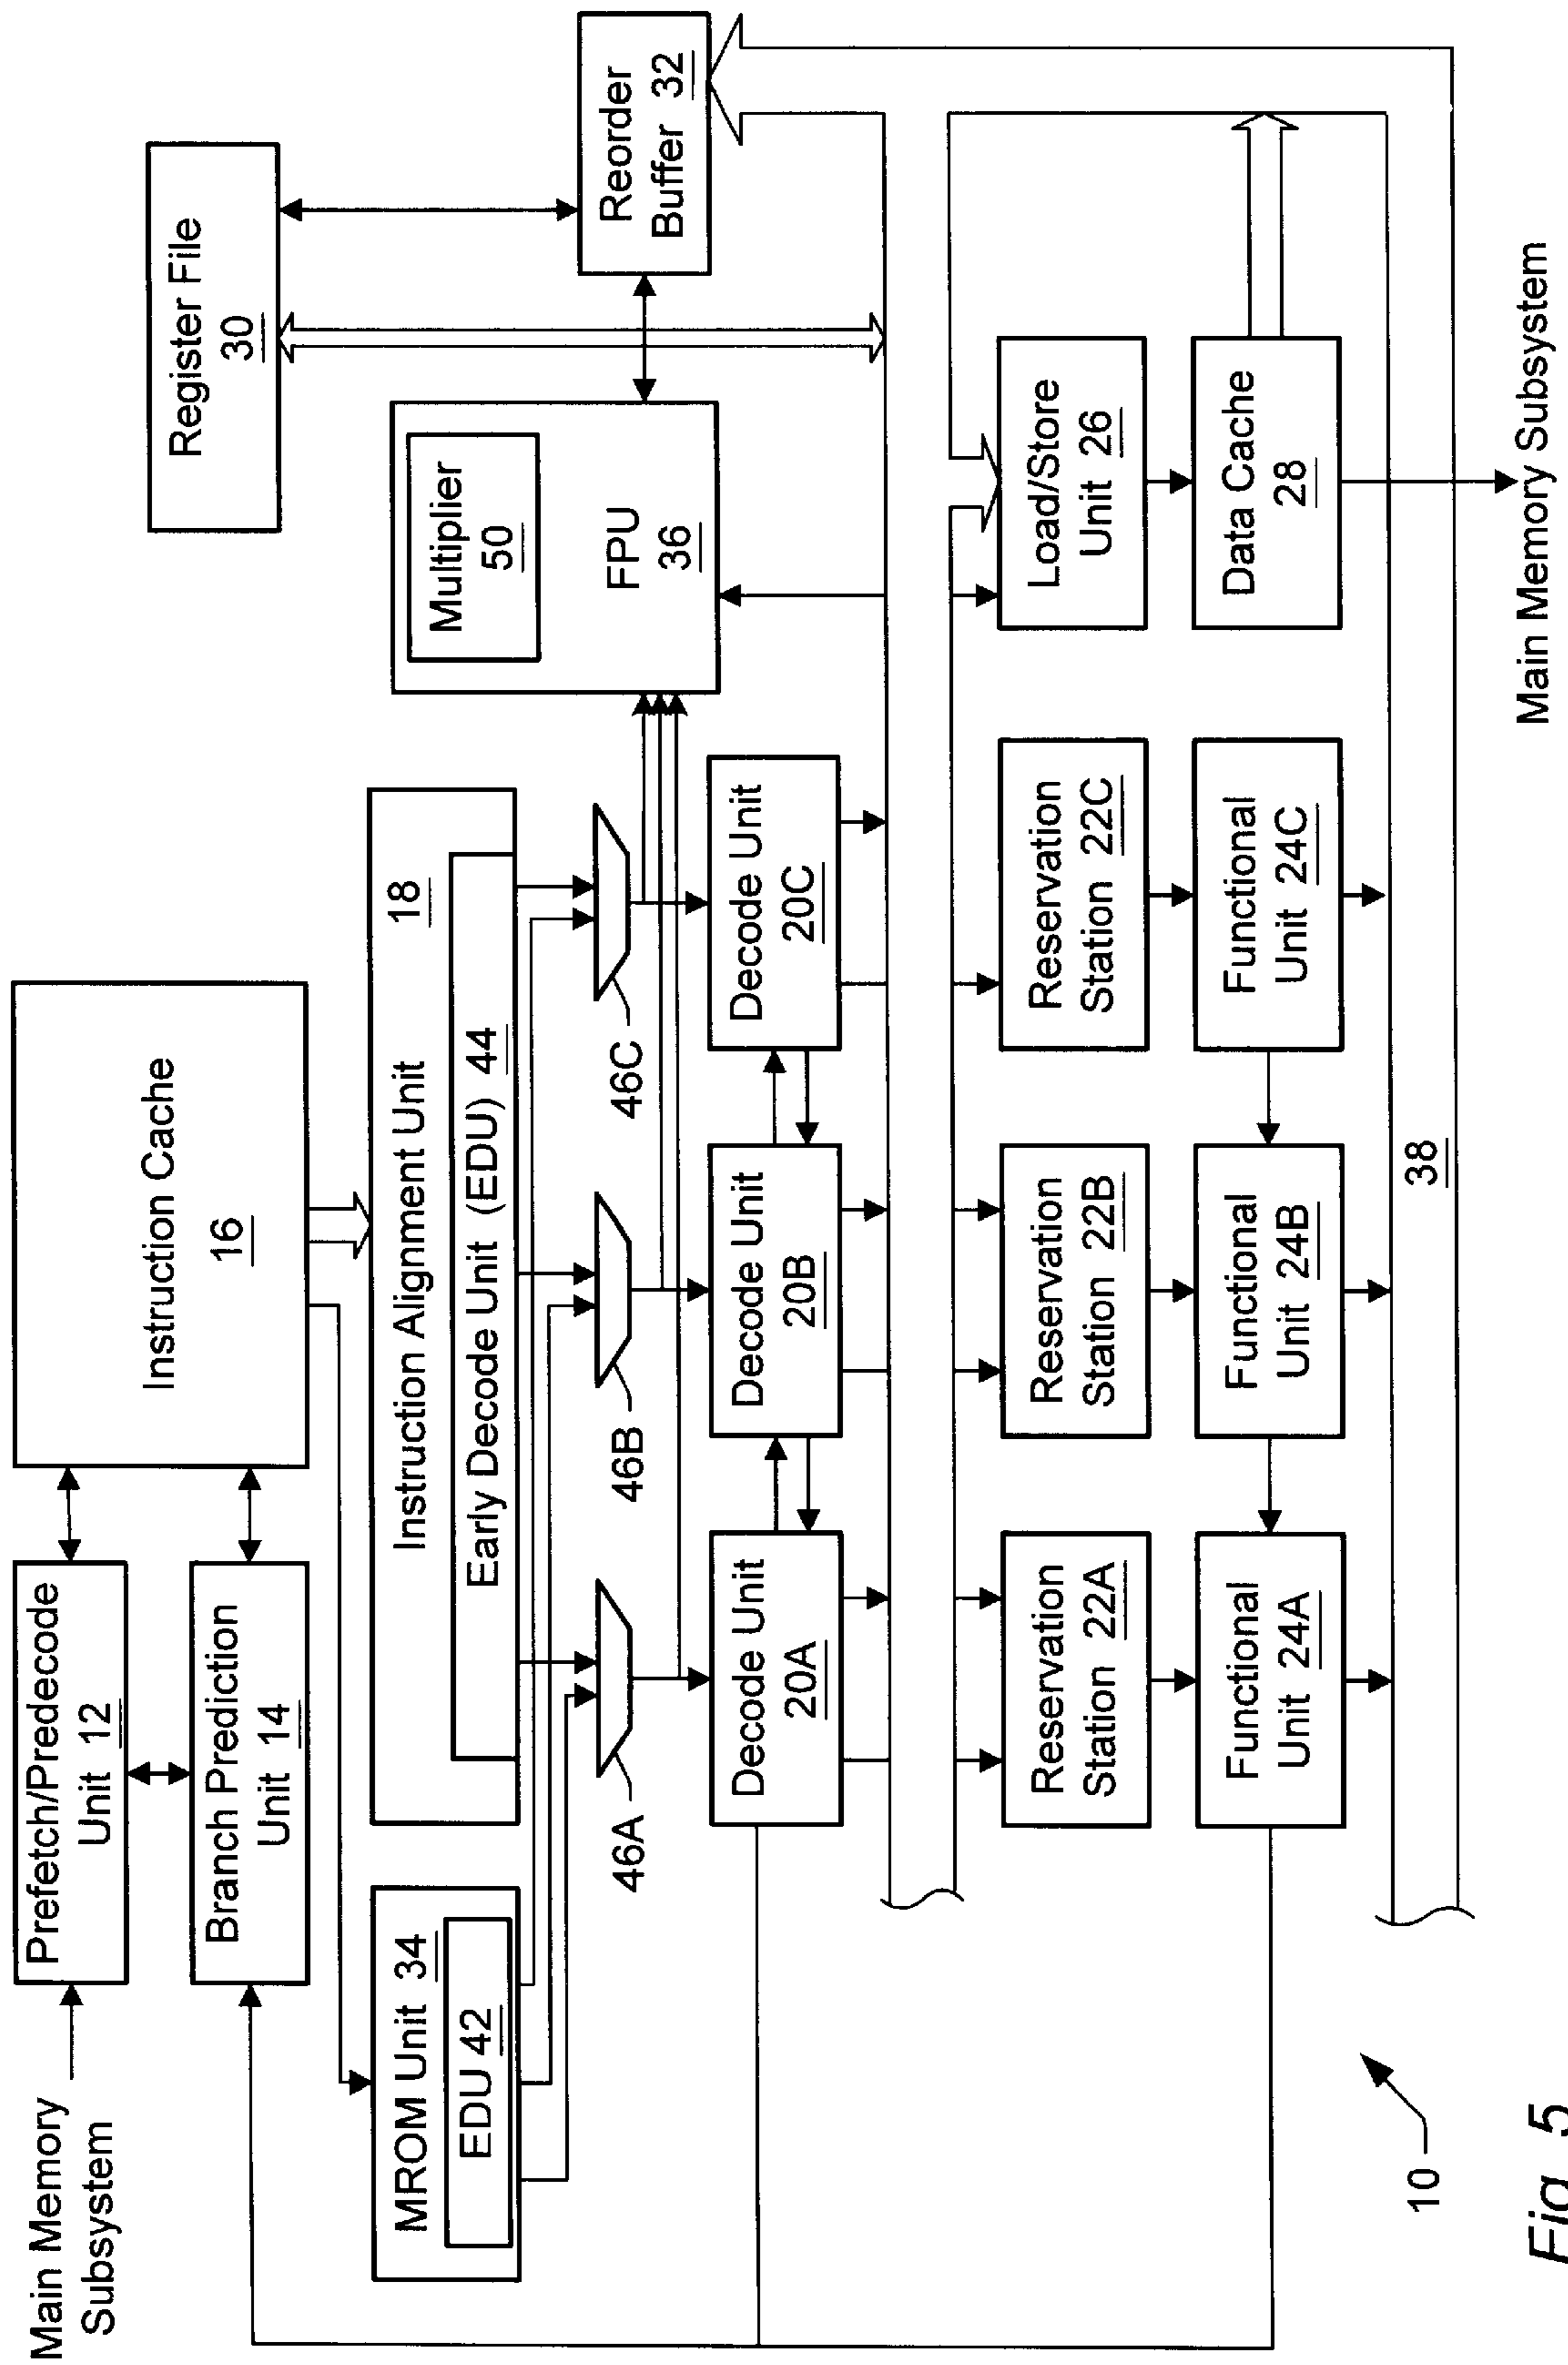 Main Memory
Subsystem
Prefetch/Predecode
Unit 12
Branch Prediction
Unit 14
Instruction Cache
16
Register File
30
MROM Unit 34
EDU 42
Instruction Alignment Unit
18
Early Decode Unit (EDU) 44
Multiplier
50
FPU
36
Reorder
Buffer 32
46A
46B
46C
Decode Unit
20A
Decode Unit
20B
Decode Unit
20C
Reservation
Station 22A
Reservation
Station 22B
Reservation
Station 22C
Load/Store
Unit 26
Functional
Unit 24A
Functional
Unit 24B
Functional
Unit 24C
Data Cache
28
38
10
Main Memory Subsystem
Fig. 5